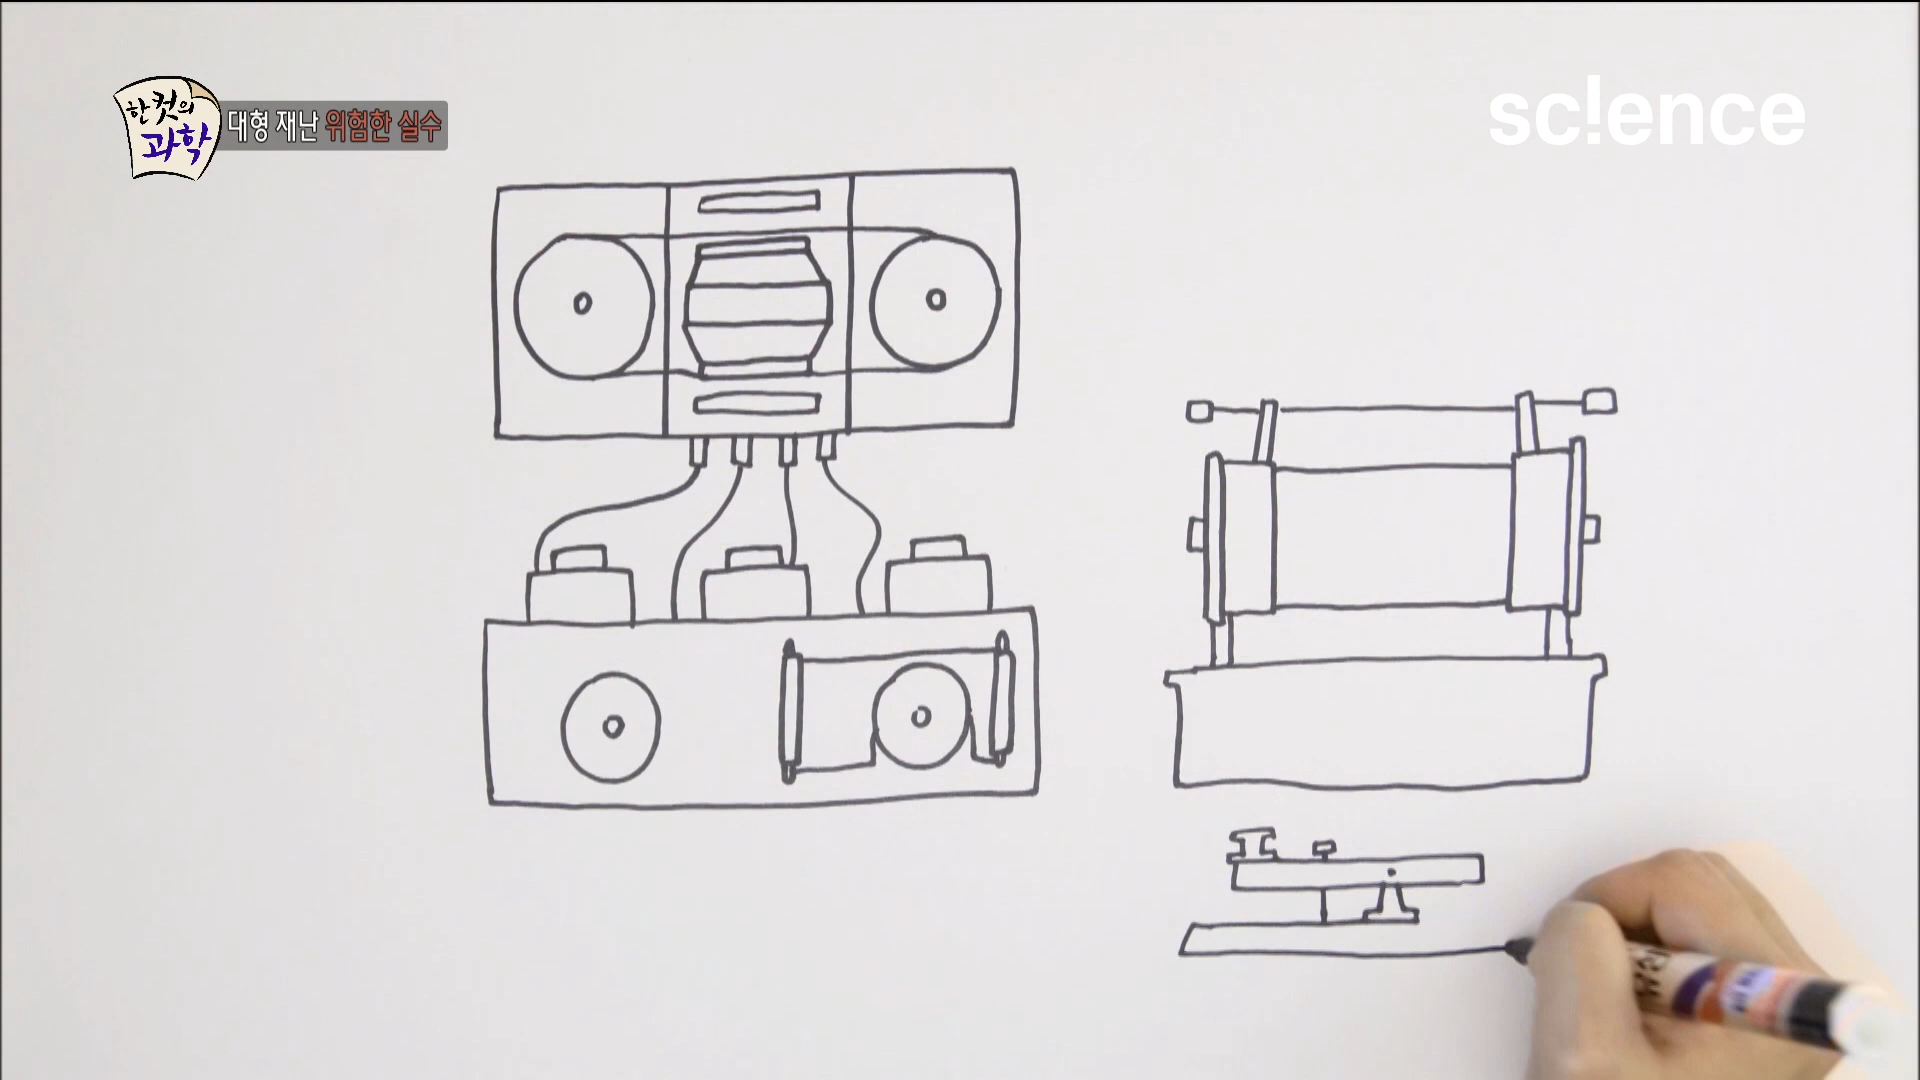 한 컷의
과학
대형 재난 위험한 실수
sc!ence